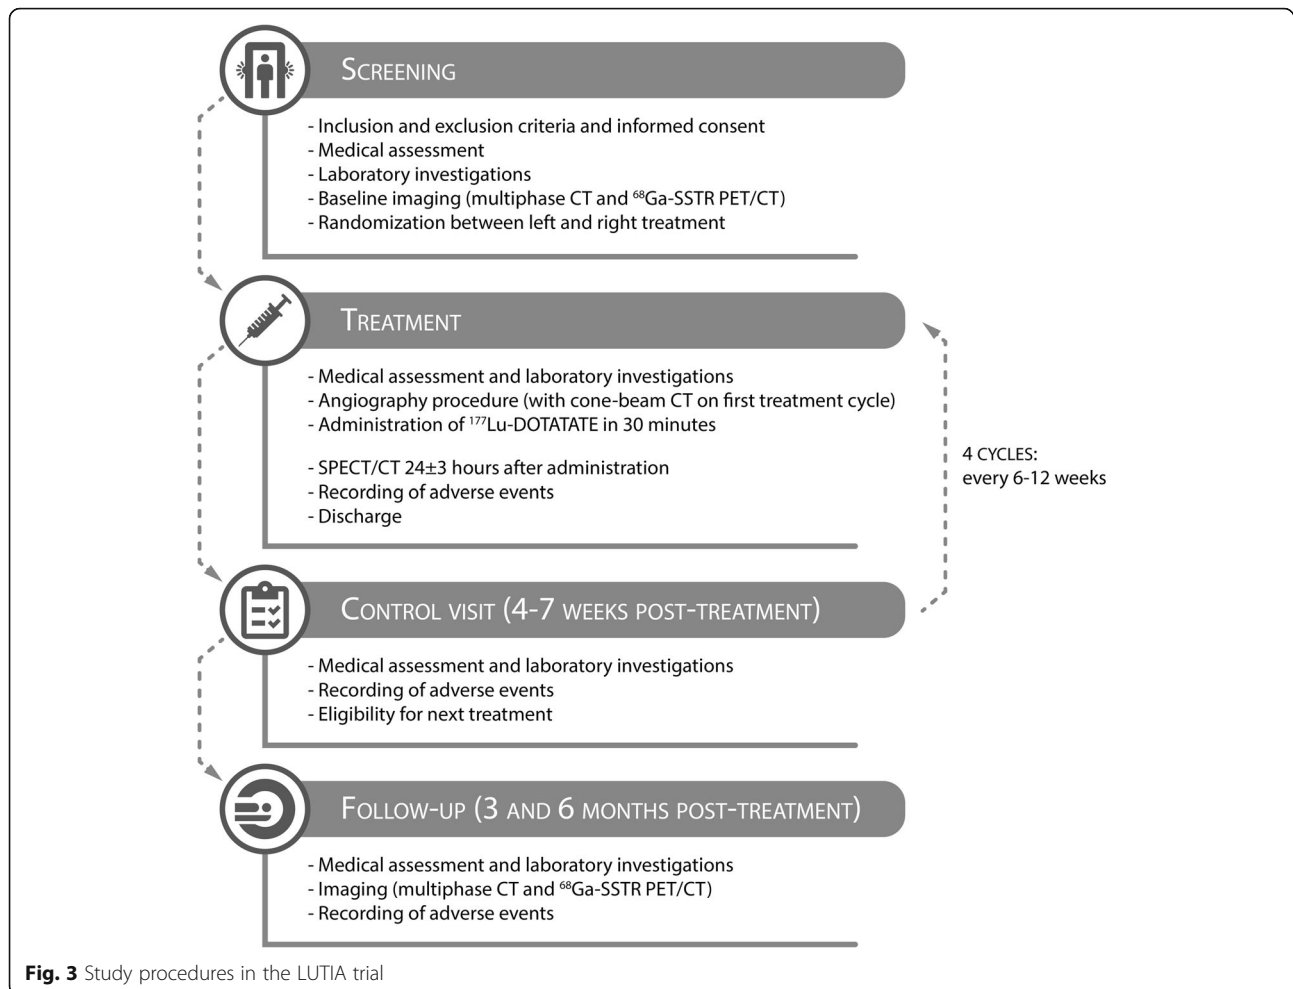 SCREENING
- Inclusion and exclusion criteria and informed consent
- Medical assessment
- Laboratory investigations
- Baseline imaging (multiphase CT and ⁶⁸Ga-SSTR PET/CT)
- Randomization between left and right treatment
TREATMENT
- Medical assessment and laboratory investigations
- Angiography procedure (with cone-beam CT on first treatment cycle)
- Administration of ¹⁷⁷Lu-DOTATATE in 30 minutes
- SPECT/CT 24±3 hours after administration
- Recording of adverse events
- Discharge
4 CYCLES:
every 6-12 weeks
CONTROL VISIT (4-7 WEEKS POST-TREATMENT)
- Medical assessment and laboratory investigations
- Recording of adverse events
- Eligibility for next treatment
FOLLOW-UP (3 AND 6 MONTHS POST-TREATMENT)
- Medical assessment and laboratory investigations
- Imaging (multiphase CT and ⁶⁸Ga-SSTR PET/CT)
- Recording of adverse events
Fig. 3 Study procedures in the LUTIA trial